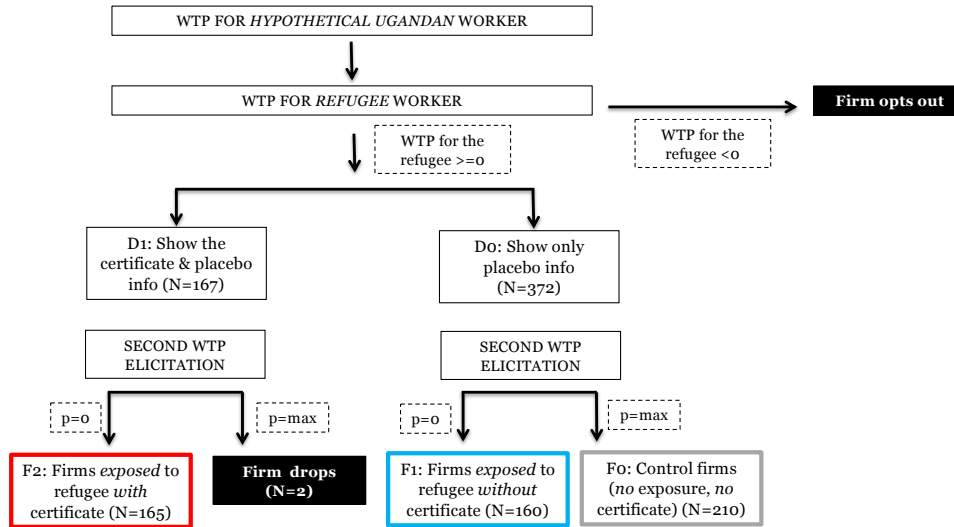 WTP FOR HYPOTHETICAL UGANDAN WORKER
WTP FOR REFUGEE WORKER
Firm opts out
WTP for the
refugee >=0
WTP for the
refugee <0
D1: Show the
certificate & placebo
info (N=167)
D0: Show only
placebo info
(N=372)
SECOND WTP
ELICITATION
SECOND WTP
ELICITATION
p=0
p=max
p=0
p=max
F2: Firms exposed to
refugee with
certificate (N=165)
Firm drops
(N=2)
F1: Firms exposed to
refugee without
certificate (N=160)
F0: Control firms
(no exposure, no
certificate) (N=210)